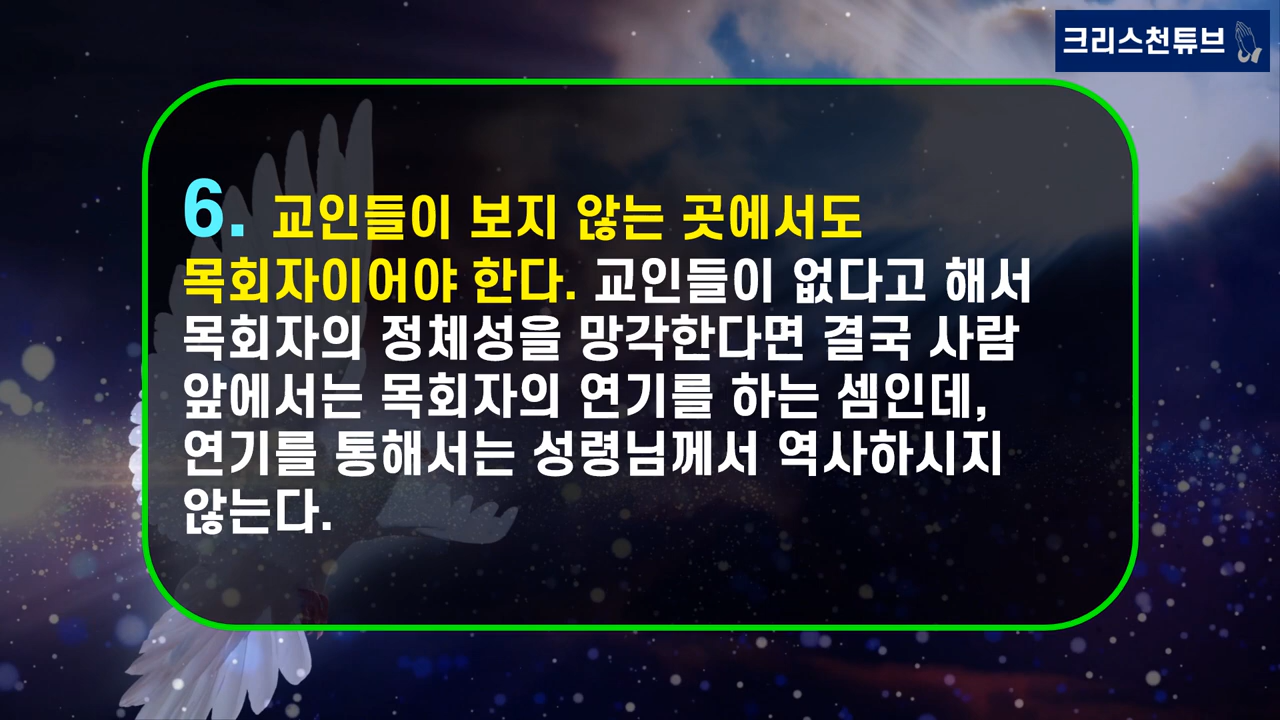 크리스천튜브
6. 교인들이 보지 않는 곳에서도
목회자이어야 한다. 교인들이 없다고 해서
목회자의 정체성을 망각한다면 결국 사람
앞에서는 목회자의 연기를 하는 셈인데,
연기를 통해서는 성령님께서 역사하시지
않는다.